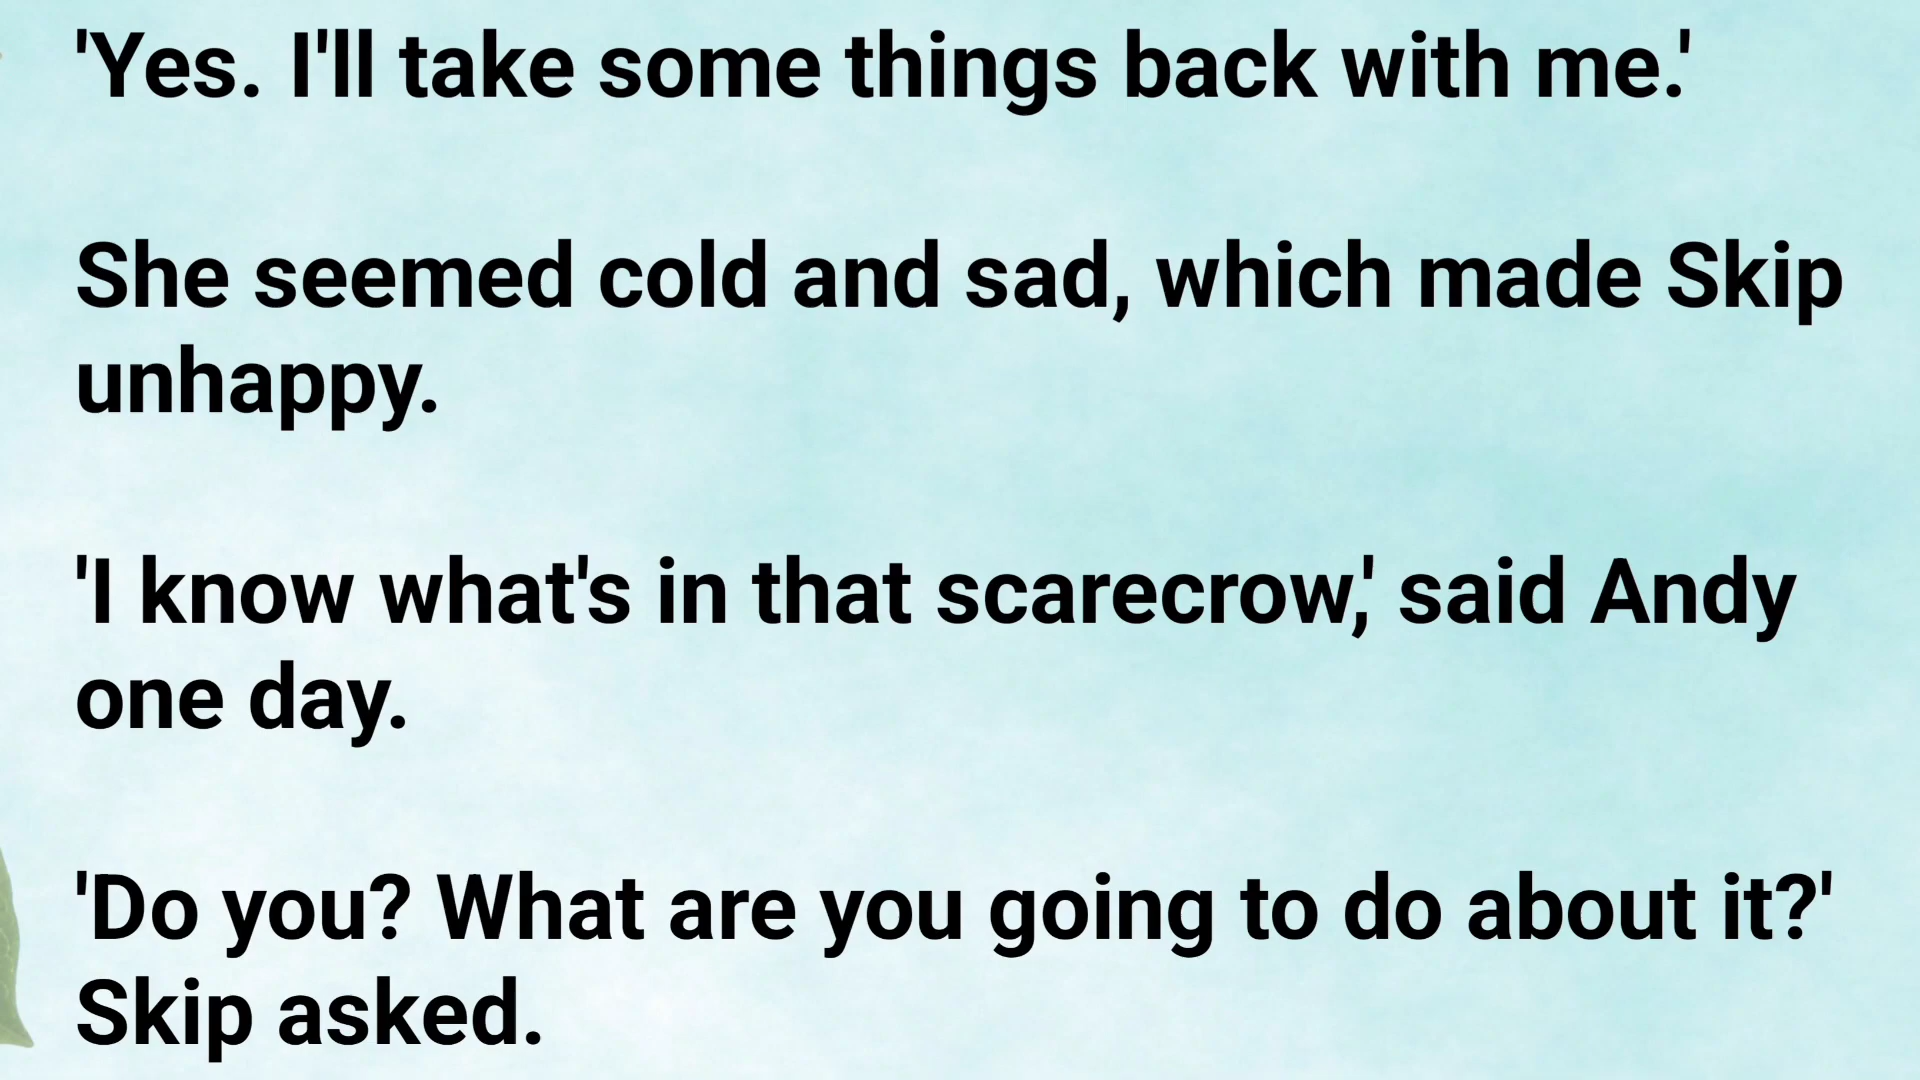 'Yes. I'll take some things back with me.'
She seemed cold and sad, which made Skip
unhappy.
'I know what's in that scarecrow,' said Andy
one day.
'Do you? What are you going to do about it?'
Skip asked.